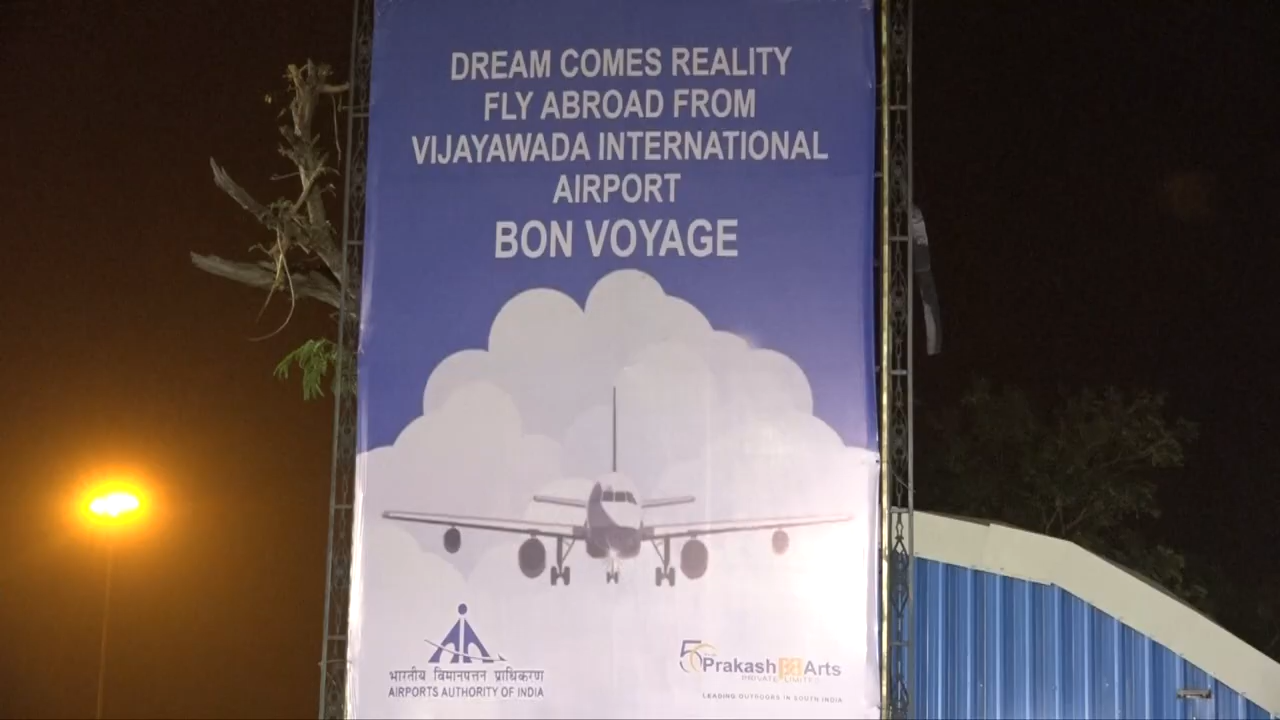 DREAM COMES REALITY
FLY ABROAD FROM
VIJAYAWADA INTERNATIONAL
AIRPORT
BON VOYAGE
भारतीय विमानपत्तन प्राधिकरण
AIRPORTS AUTHORITY OF INDIA
50
Prakash Arts
PRIVATE LIMITED
LEADING OUTDOORS IN SOUTH INDIA